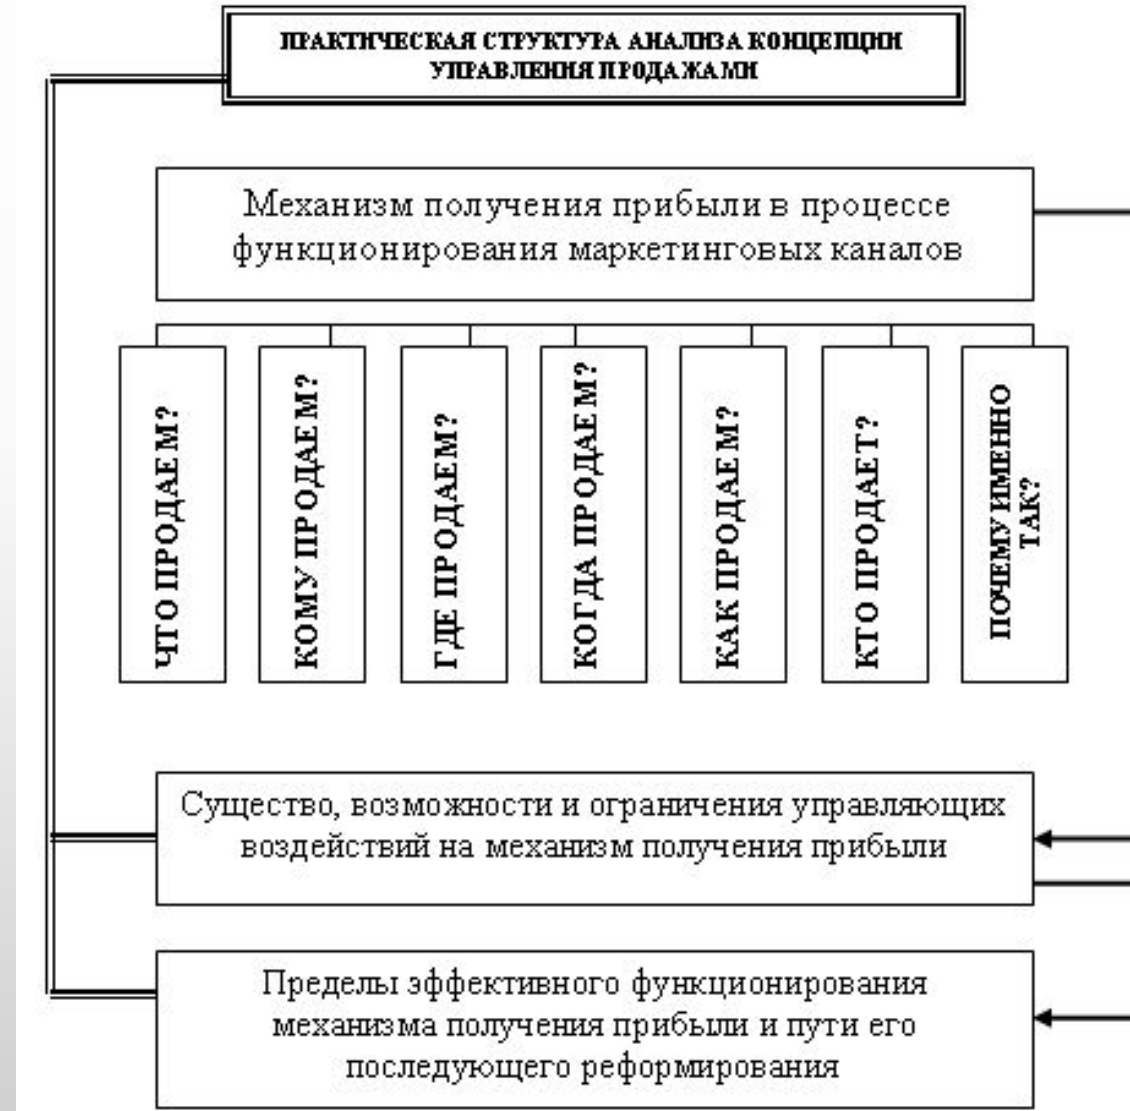 ПРАКТИЧЕСКАЯ СТРУКТУРА АНАЛИЗА КОНЦЕПЦИИ
УПРАВЛЕНИЯ ПРОДАЖАМИ
Механизм получения прибыли в процессе
функционирования маркетинговых каналов
ЧТО ПРОДАЕМ?
КОМУ ПРОДАЕМ?
ГДЕ ПРОДАЕМ?
КОГДА ПРОДАЕМ?
КАК ПРОДАЕМ?
КТО ПРОДАЕТ?
ПОЧЕМУ ИМЕННО
ТАК?
Существо, возможности и ограничения управляющих
воздействий на механизм получения прибыли
Пределы эффективного функционирования
механизма получения прибыли и пути его
последующего реформирования